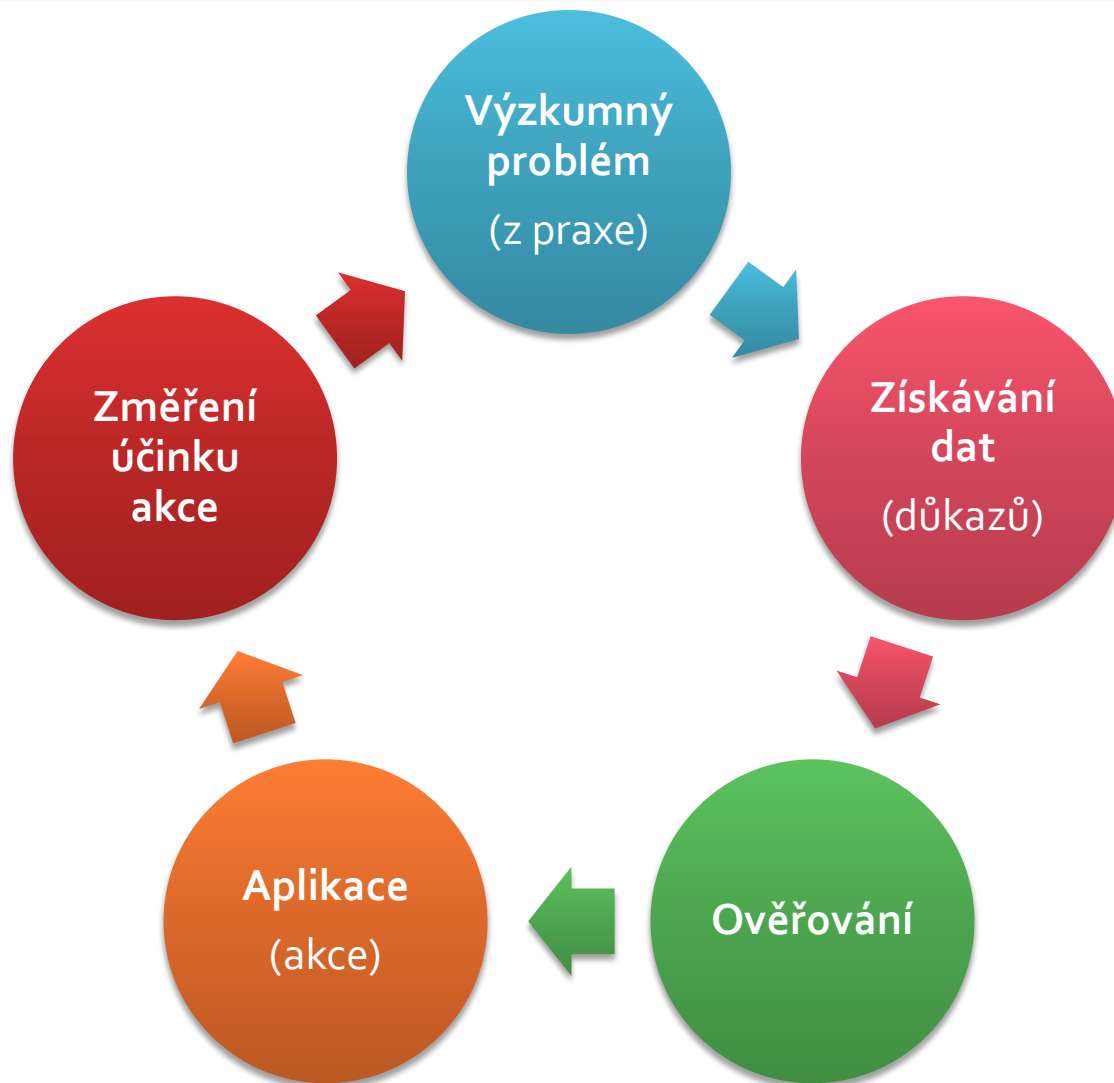 Výzkumný
problém
(z praxe)
Získávání
dat
(důkazů)
Ověřování
Aplikace
(akce)
Změření
účinku
akce